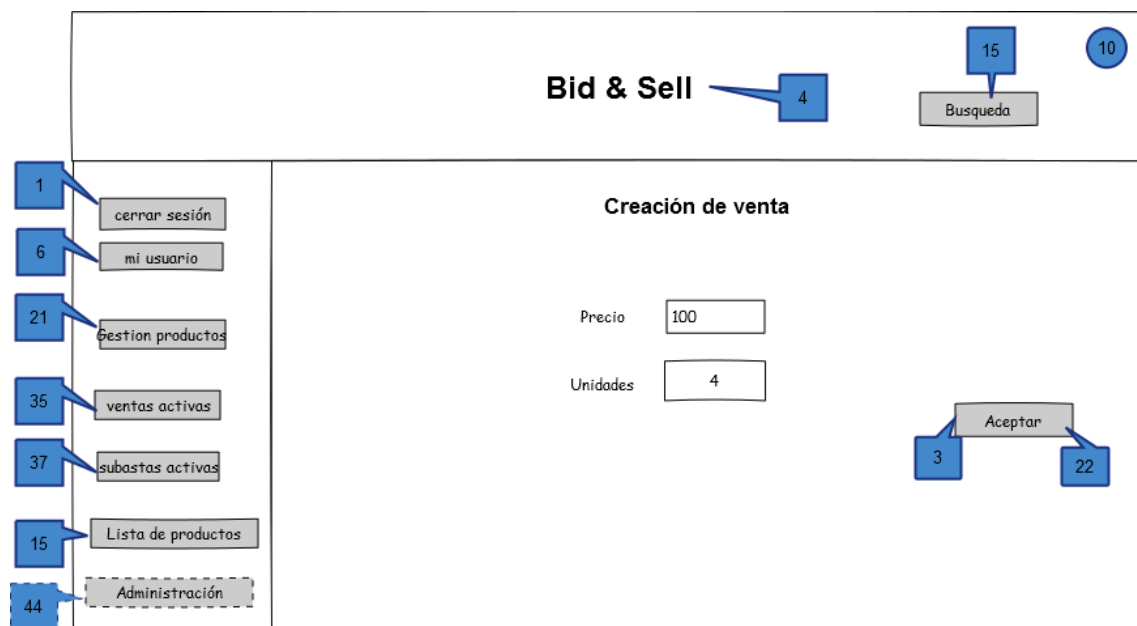 15
10
Bid & Sell
4
Busqueda
1
cerrar sesión
Creación de venta
6
mi usuario
21
Gestion productos
Precio
100
Unidades
4
35
ventas activas
Aceptar
3
22
37
subastas activas
15
Lista de productos
44
Administración